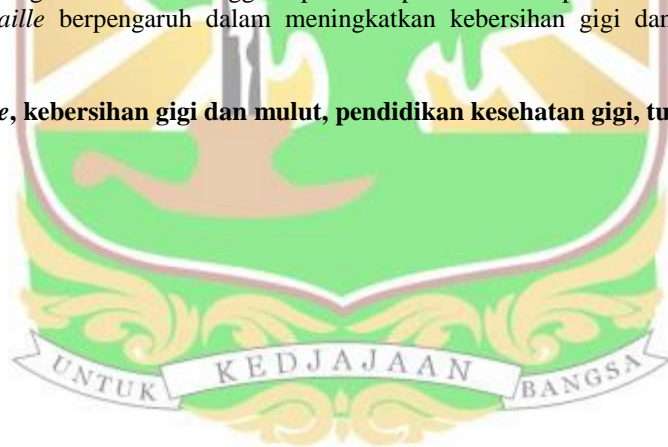 aille berpengaruh dalam meningkatkan kebersihan gigi dan
e, kebersihan gigi dan mulut, pendidikan kesehatan gigi, tu
UNTUK KEDJAJAAN BANGSA